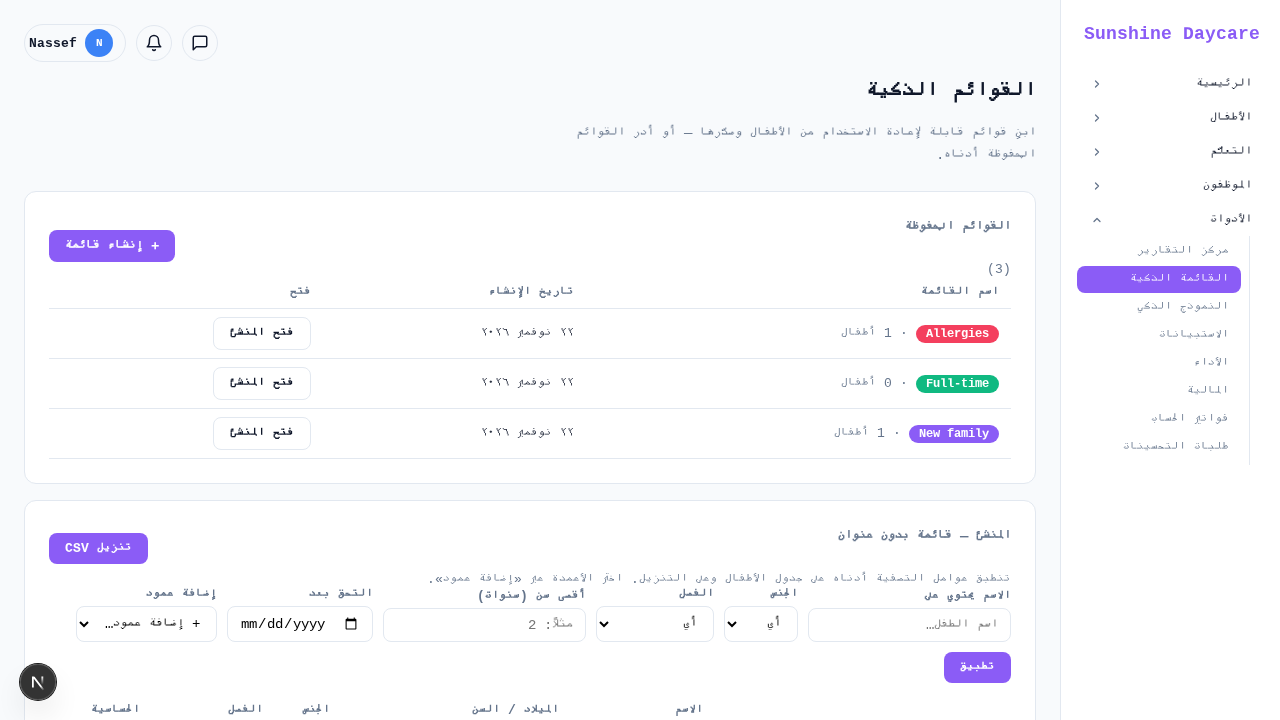 Sunshine Daycare
الرئيسية
الأطفال
التعلّم
الموظفون
الأدوات
مركز التقارير
القائمة الذكية
النموذج الذكي
الاستبيانات
الأداء
المالية
فواتير الحساب
طلبات التحسينات
Nassef
N
القوائم الذكية
ابنِ قوائم قابلة لإعادة الاستخدام من الأطفال وصدّرها — أو أدر القوائم
المحفوظة أدناه.
القوائم المحفوظة
(3)
+ إنشاء قائمة
اسم القائمة
تاريخ الإنشاء
فتح
Allergies · 1 أطفال
٢٢ نوفمبر ٢٠٢٦
فتح المنشئ
Full-time · 0 أطفال
٢٢ نوفمبر ٢٠٢٦
فتح المنشئ
New family · 1 أطفال
٢٢ نوفمبر ٢٠٢٦
فتح المنشئ
المنشئ — قائمة بدون عنوان
تنزيل CSV
تنطبق عوامل التصفية أدناه على جدول الأطفال وعلى التنزيل. اختر الأعمدة عبر «إضافة عمود».
الاسم يحتوي على
اسم الطفل…
الجنس
أي
الفصل
أي
أقصى سن (سنوات)
مثلاً: 2
التحق بعد
mm/dd/yyyy
إضافة عمود
+ إضافة عمود…
تطبيق
الاسم
الميلاد / السن
الجنس
الفصل
الحساسية